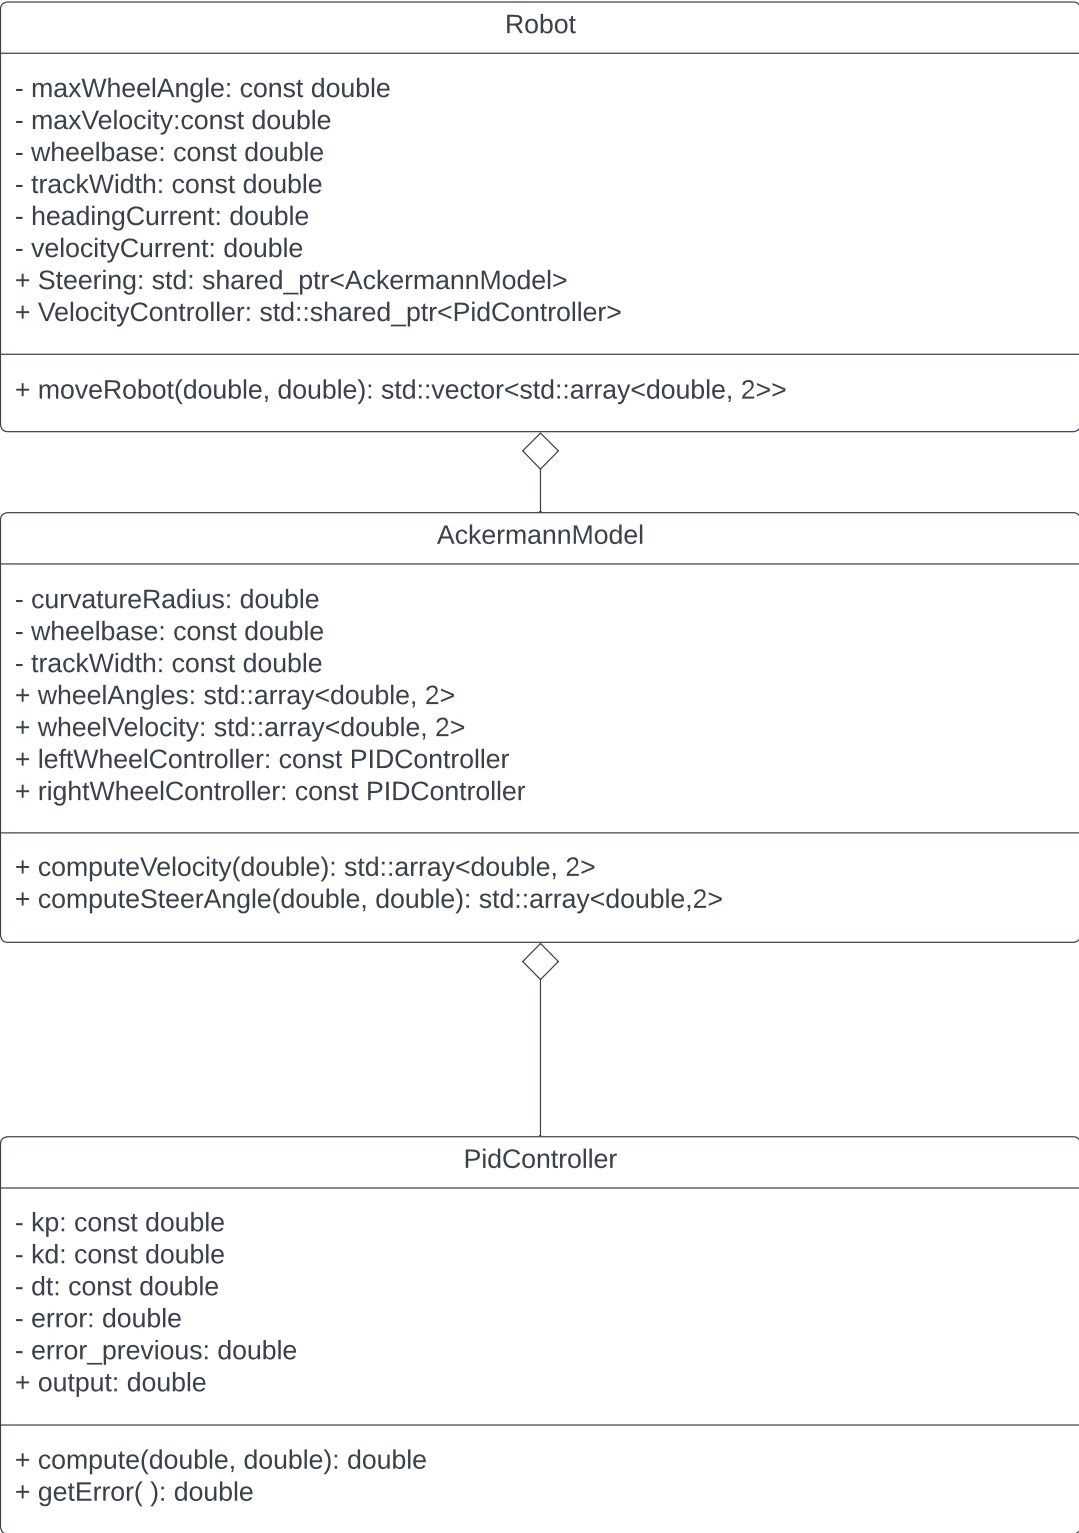 Robot
- maxWheelAngle: const double
- maxVelocity:const double
- wheelbase: const double
- trackWidth: const double
- headingCurrent: double
- velocityCurrent: double
+ Steering: std: shared_ptr<AckermannModel>
+ VelocityController: std::shared_ptr<PidController>
+ moveRobot(double, double): std::vector<std::array<double, 2>>
AckermannModel
- curvatureRadius: double
- wheelbase: const double
- trackWidth: const double
+ wheelAngles: std::array<double, 2>
+ wheelVelocity: std::array<double, 2>
+ leftWheelController: const PIDController
+ rightWheelController: const PIDController
+ computeVelocity(double): std::array<double, 2>
+ computeSteerAngle(double, double): std::array<double,2>
PidController
- kp: const double
- kd: const double
- dt: const double
- error: double
- error_previous: double
+ output: double
+ compute(double, double): double
+ getError( ): double